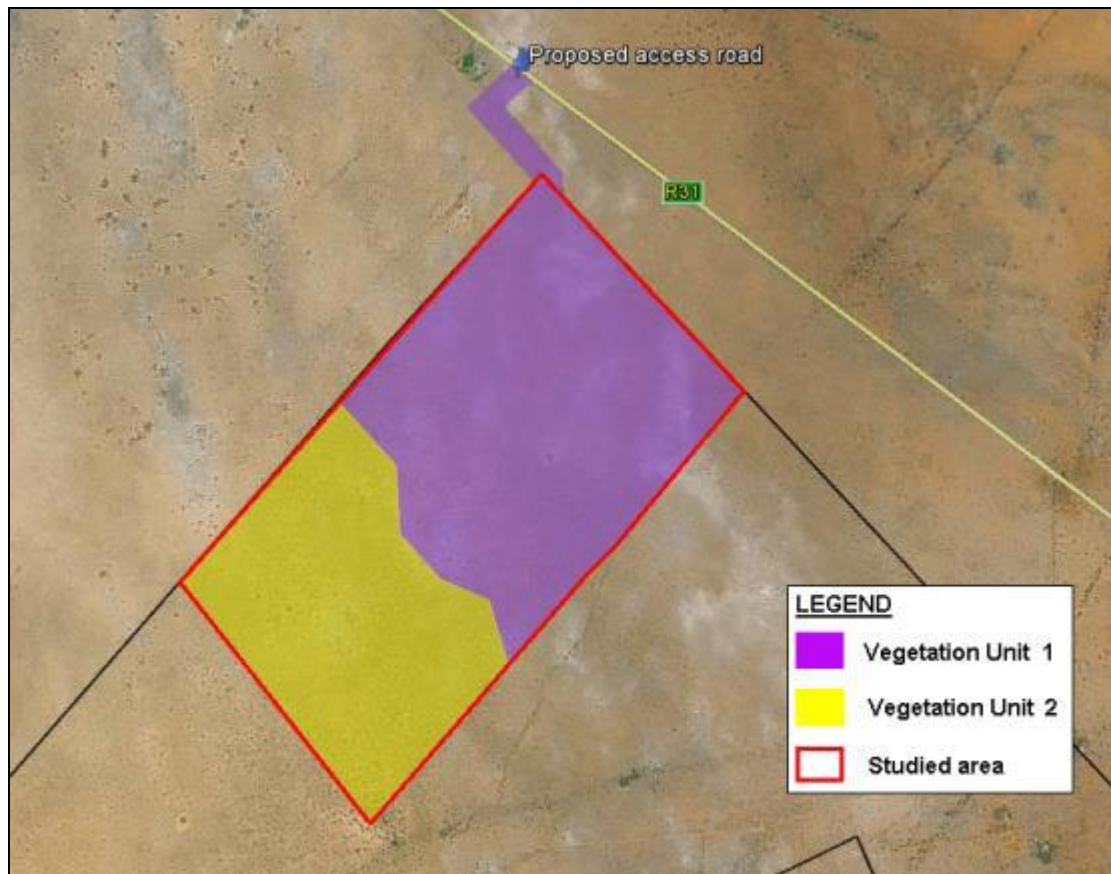 Proposed access road
R31
LEGEND
Vegetation Unit 1
Vegetation Unit 2
Studied area